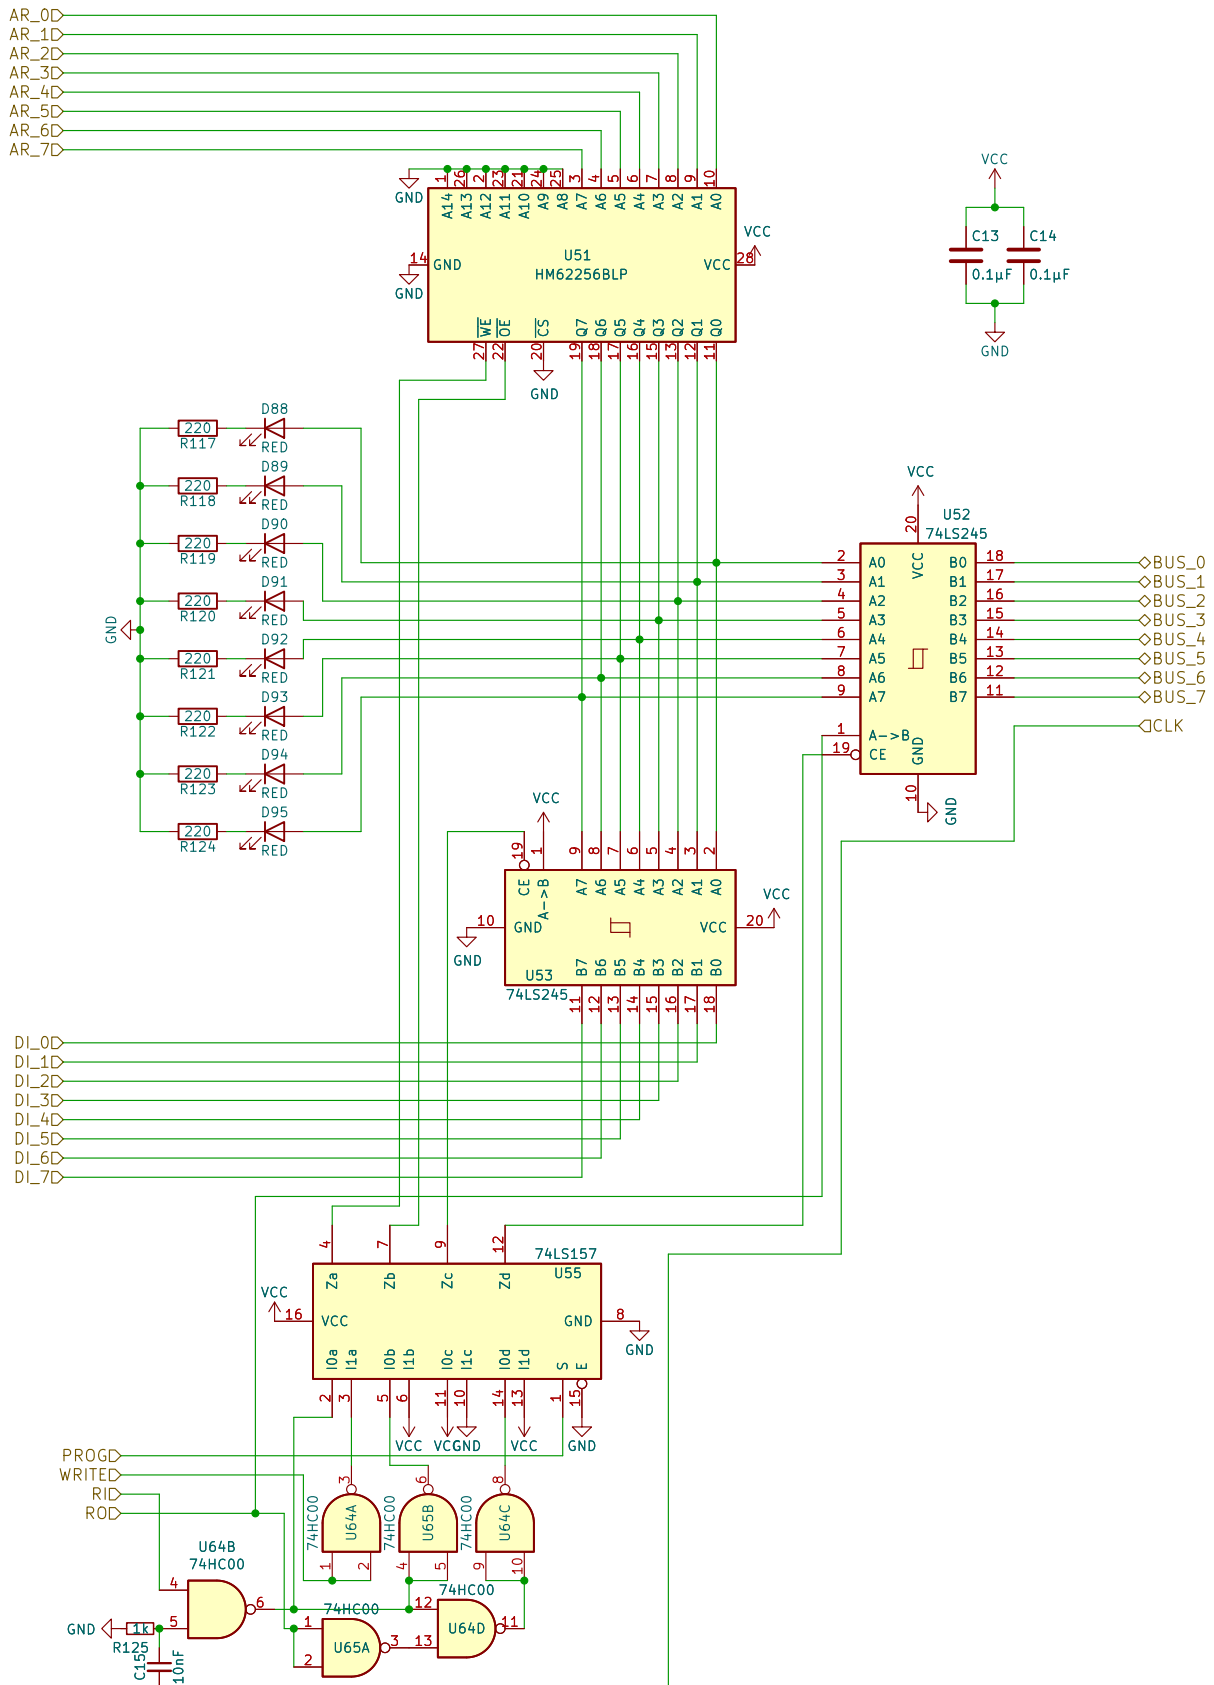 AR_0
AR_1
AR_2
AR_3
AR_4
AR_5
AR_6
AR_7
GND
1 26 2 23 21 24 25 3 4 5 6 7 8 9 10
A14 A13 A12 A11 A10 A9 A8 A7 A6 A5 A4 A3 A2 A1 A0
U51
HM62256BLP
14 GND
GND
VCC 28
VCC
WE OE CS Q7 Q6 Q5 Q4 Q3 Q2 Q1 Q0
27 22 20 19 18 17 16 15 13 12 11
GND
VCC
C13
0.1µF
C14
0.1µF
GND
D88
220
R117
RED
D89
220
R118
RED
D90
220
R119
RED
D91
220
R120
RED
GND
D92
220
R121
RED
D93
220
R122
RED
D94
220
R123
RED
D95
220
R124
RED
VCC
U52
74LS245
20
VCC
2 A0 B0 18 BUS_0
3 A1 B1 17 BUS_1
4 A2 B2 16 BUS_2
5 A3 B3 15 BUS_3
6 A4 B4 14 BUS_4
7 A5 B5 13 BUS_5
8 A6 B6 12 BUS_6
9 A7 B7 11 BUS_7
CLK
1 A->B
19 CE
GND
10
GND
VCC
19 1 9 8 7 6 5 4 3 2
CE A->B A7 A6 A5 A4 A3 A2 A1 A0
10 GND
GND
VCC 20
VCC
U53
74LS245
B7 B6 B5 B4 B3 B2 B1 B0
11 12 13 14 15 16 17 18
DI_0
DI_1
DI_2
DI_3
DI_4
DI_5
DI_6
DI_7
4 7 9 12
74LS157
U55
Za Zb Zc Zd
VCC
16 VCC
GND 8
GND
I0a I1a I0b I1b I0c I1c I0d I1d S E
2 3 5 6 11 10 14 13 1 15
VCC VC GND VCC GND
PROG
WRITE
RI
RO
3 6 8
74HC00 U64A 74HC00 U65B 74HC00 U64C
1 2 4 5 9 10
U64B
74HC00
4
5
6
GND
1k
R125
C15
10nF
74HC00
1
2
U65A
3
74HC00
12
13
U64D
11